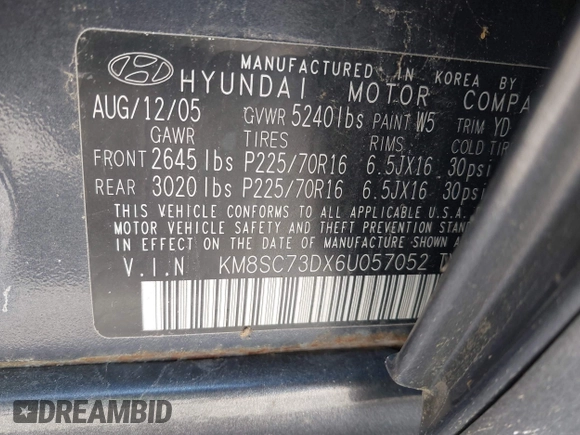 MANUFACTURED IN KOREA BY
HYUNDAI MOTOR COMPA
AUG/12/05 GVWR 5240lbs PAINT W5 TRIM YD
GAWR TIRES RIMS COLD TI
FRONT 2645 lbs P225/70R16 6.5JX16 30psi
REAR 3020 lbs P225/70R16 6.5JX16 30psi
THIS VEHICLE CONFORMS TO ALL APPLICABLE U.S.A.
MOTOR VEHICLE SAFETY AND THEFT PREVENTION
STANDARDS IN EFFECT ON THE DATE OF MANUFACTURE SHOWN A
V.I.N KM8SC73DX6U057052
DREAMBID